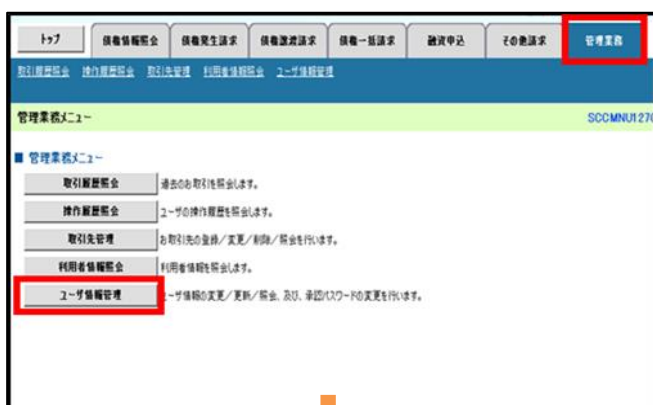 トップ 債権情報照会 債権発生請求 債権譲渡請求 債権一括請求 融資申込 その他請求 管理業務
取引履歴照会 操作履歴照会 取引先管理 利用者情報照会 ユーザ情報管理
管理業務メニュー SCCMNU1270
■ 管理業務メニュー
取引履歴照会 過去のお取引を照会します。
操作履歴照会 ユーザの操作履歴を照会します。
取引先管理 お取引先の登録/変更/削除/照会を行います。
利用者情報照会 利用者情報を照会します。
ユーザ情報管理 ユーザ情報の変更/更新/照会、及び、承認パスワードの変更を行います。